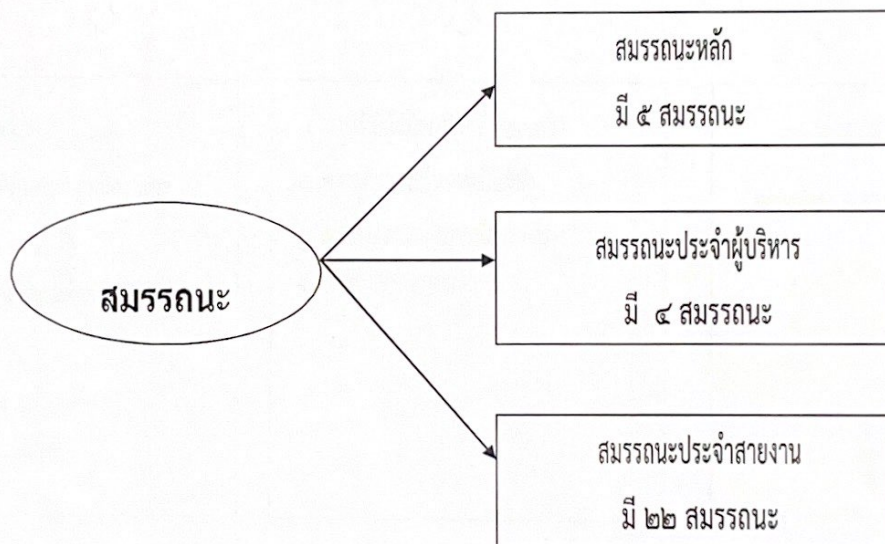 สมรรถนะหลัก
มี ๕ สมรรถนะ
สมรรถนะ
สมรรถนะประจำผู้บริหาร
มี ๔ สมรรถนะ
สมรรถนะประจำสายงาน
มี ๒๒ สมรรถนะ